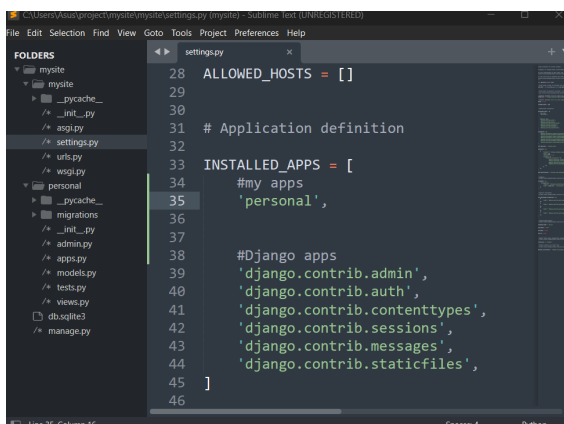 C:\Users\Asus\project\mysite\mysite\settings.py (mysite) - Sublime Text (UNREGISTERED)
File Edit Selection Find View Goto Tools Project Preferences Help
FOLDERS
mysite
mysite
__pycache__
/* __init__.py
/* asgi.py
/* settings.py
/* urls.py
/* wsgi.py
personal
__pycache__
migrations
/* __init__.py
/* admin.py
/* apps.py
/* models.py
/* tests.py
/* views.py
db.sqlite3
/* manage.py
settings.py ×
28 ALLOWED_HOSTS = []
29
30
31 # Application definition
32
33 INSTALLED_APPS = [
34 #my apps
35 'personal',
36
37
38 #Django apps
39 'django.contrib.admin',
40 'django.contrib.auth',
41 'django.contrib.contenttypes',
42 'django.contrib.sessions',
43 'django.contrib.messages',
44 'django.contrib.staticfiles',
45 ]
46